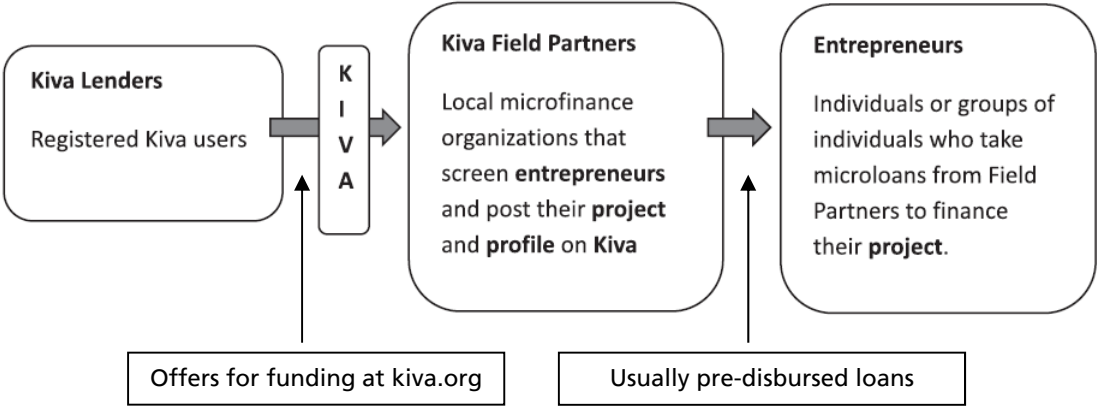 Kiva Lenders
Registered Kiva users
K
I
V
A
Kiva Field Partners
Local microfinance
organizations that
screen entrepreneurs
and post their project
and profile on Kiva
Entrepreneurs
Individuals or groups of
individuals who take
microloans from Field
Partners to finance
their project.
Offers for funding at kiva.org
Usually pre-disbursed loans